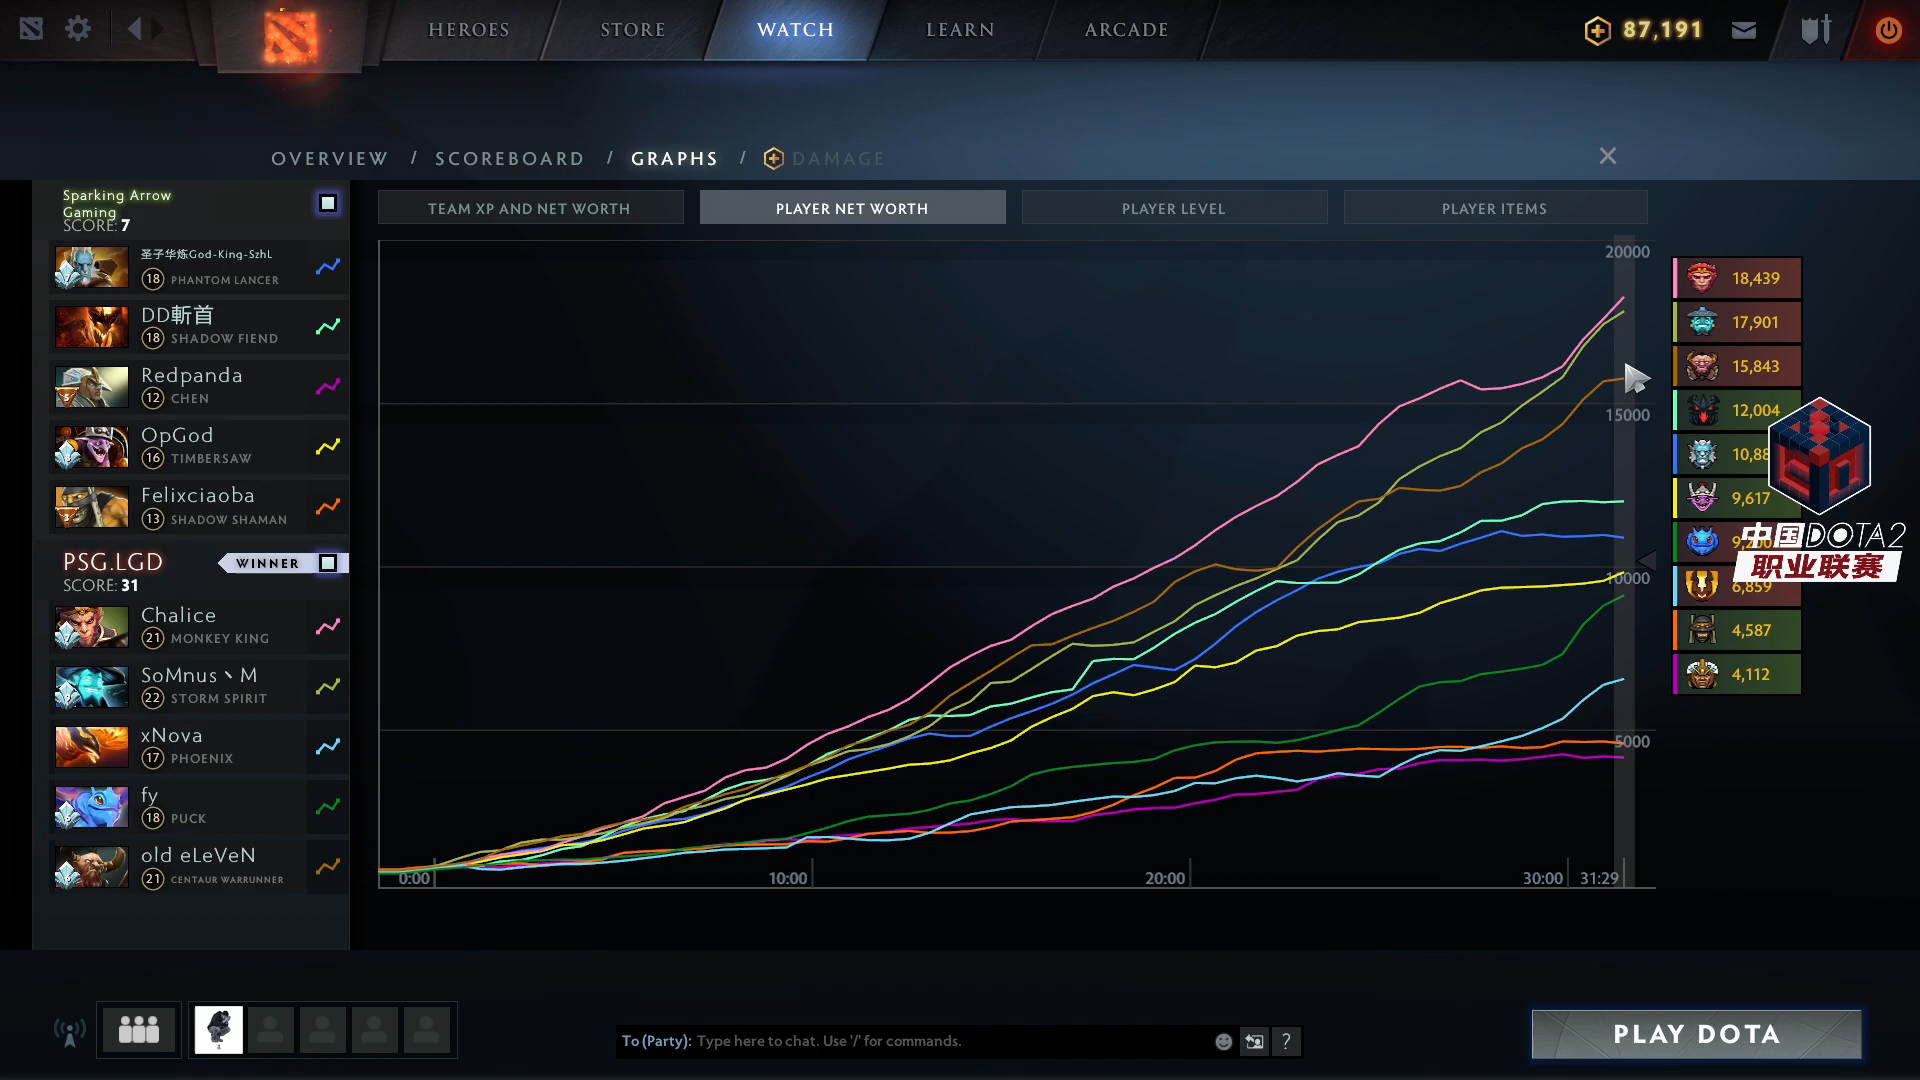 HEROES
STORE
WATCH
LEARN
ARCADE
87,191
OVERVIEW / SCOREBOARD / GRAPHS / DAMAGE
TEAM XP AND NET WORTH
PLAYER NET WORTH
PLAYER LEVEL
PLAYER ITEMS
Sparking Arrow
Gaming
SCORE: 7
圣子华炼God-King-SzhL
18 PHANTOM LANCER
DD斬首
18 SHADOW FIEND
Redpanda
12 CHEN
OpGod
16 TIMBERSAW
Felixciaoba
13 SHADOW SHAMAN
PSG.LGD
WINNER
SCORE: 31
Chalice
21 MONKEY KING
SoMnus丶M
22 STORM SPIRIT
xNova
17 PHOENIX
fy
18 PUCK
old eLeVeN
21 CENTAUR WARRUNNER
20000
15000
10000
5000
0:00
10:00
20:00
30:00
31:29
18,439
17,901
15,843
12,004
9,617
6,859
4,587
4,112
中国DOTA2
职业联赛
To (Party): Type here to chat. Use '/' for commands.
?
PLAY DOTA